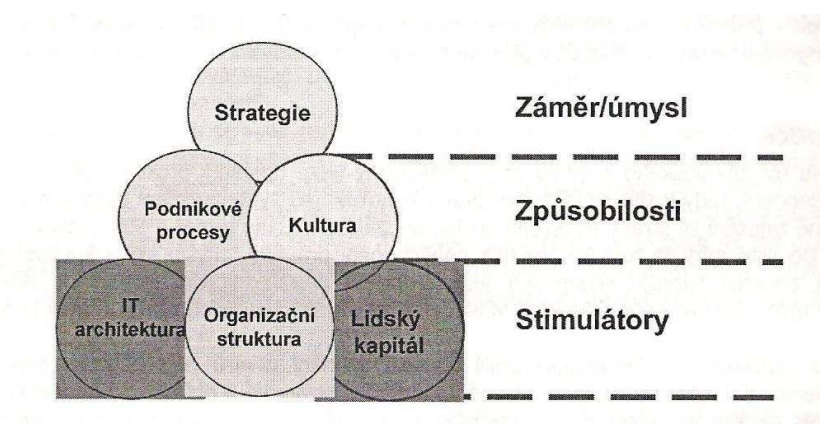 Strategie
Záměr/úmysl
Podnikové
procesy
Kultura
Způsobilosti
IT
architektura
Organizační
struktura
Lidský
kapitál
Stimulátory